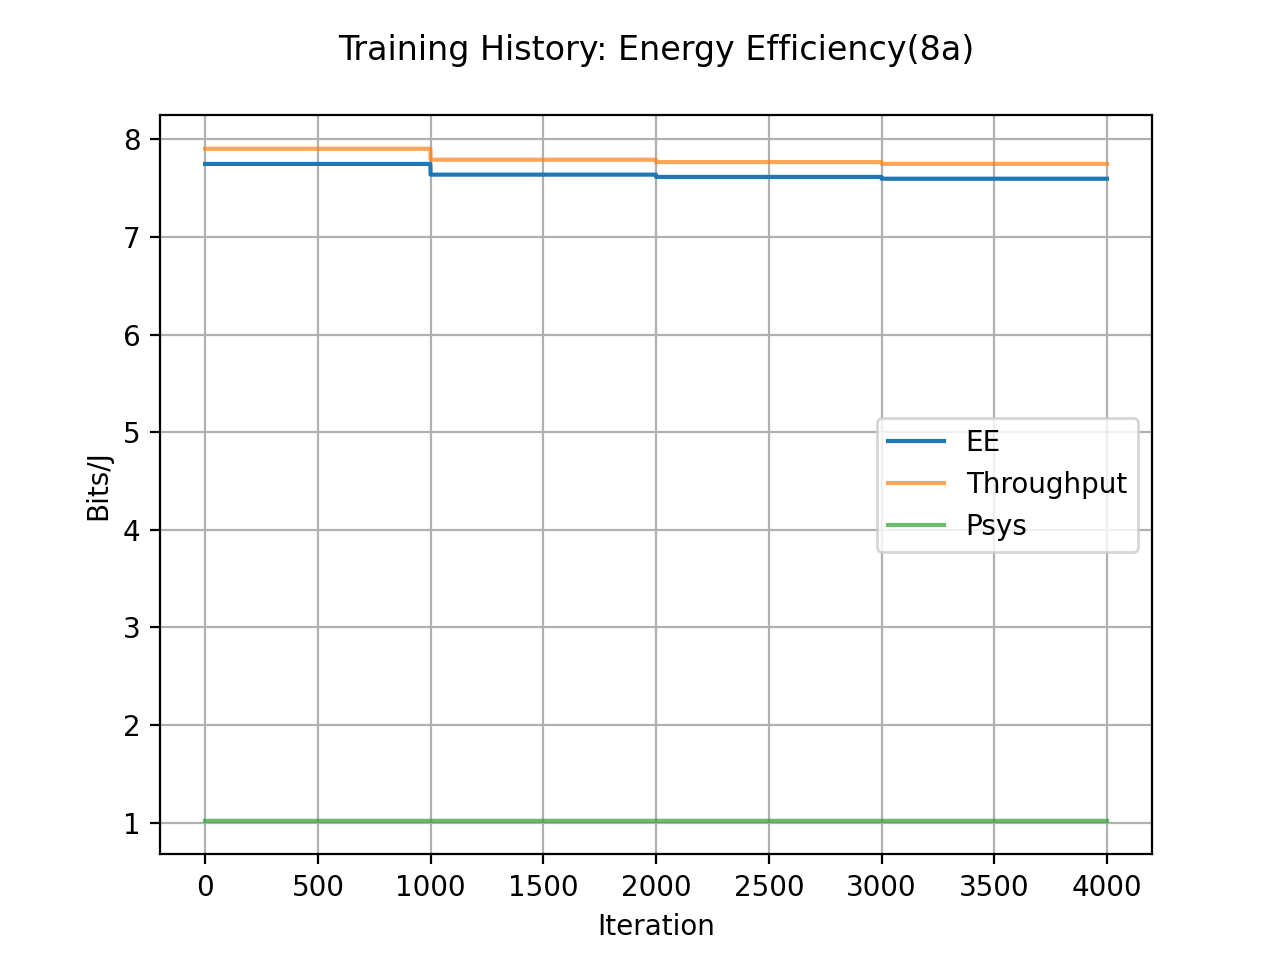 Training History: Energy Efficiency(8a)
8
7
6
5
4
3
2
1
Bits/J
EE
Throughput
Psys
0 500 1000 1500 2000 2500 3000 3500 4000
Iteration